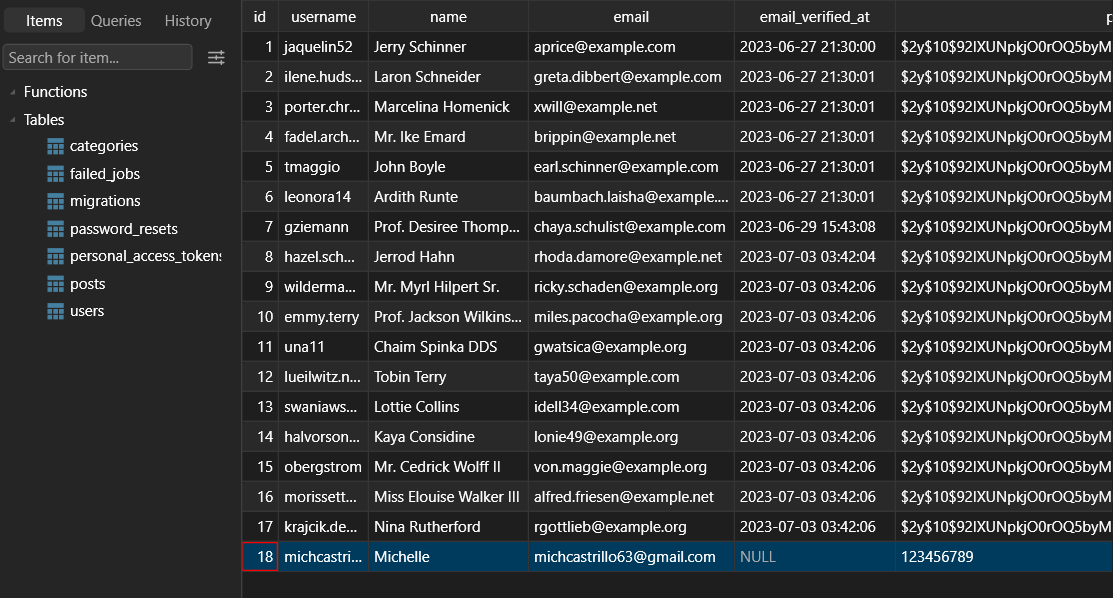 Items Queries History
Search for item...
Functions
Tables
categories
failed_jobs
migrations
password_resets
personal_access_tokens
posts
users
id username name email email_verified_at p
1 jaquelin52 Jerry Schinner aprice@example.com 2023-06-27 21:30:00 $2y$10$92IXUNpkjO0rOQ5byM
2 ilene.huds... Laron Schneider greta.dibbert@example.com 2023-06-27 21:30:01 $2y$10$92IXUNpkjO0rOQ5byM
3 porter.chr... Marcelina Homenick xwill@example.net 2023-06-27 21:30:01 $2y$10$92IXUNpkjO0rOQ5byM
4 fadel.arch... Mr. Ike Emard brippin@example.net 2023-06-27 21:30:01 $2y$10$92IXUNpkjO0rOQ5byM
5 tmaggio John Boyle earl.schinner@example.com 2023-06-27 21:30:01 $2y$10$92IXUNpkjO0rOQ5byM
6 leonora14 Ardith Runte baumbach.laisha@example.... 2023-06-27 21:30:01 $2y$10$92IXUNpkjO0rOQ5byM
7 gziemann Prof. Desiree Thomp... chaya.schulist@example.com 2023-06-29 15:43:08 $2y$10$92IXUNpkjO0rOQ5byM
8 hazel.sch... Jerrod Hahn rhoda.damore@example.net 2023-07-03 03:42:04 $2y$10$92IXUNpkjO0rOQ5byM
9 wilderma... Mr. Myrl Hilpert Sr. ricky.schaden@example.org 2023-07-03 03:42:06 $2y$10$92IXUNpkjO0rOQ5byM
10 emmy.terry Prof. Jackson Wilkins... miles.pacocha@example.org 2023-07-03 03:42:06 $2y$10$92IXUNpkjO0rOQ5byM
11 una11 Chaim Spinka DDS gwatsica@example.org 2023-07-03 03:42:06 $2y$10$92IXUNpkjO0rOQ5byM
12 lueilwitz.n... Tobin Terry taya50@example.com 2023-07-03 03:42:06 $2y$10$92IXUNpkjO0rOQ5byM
13 swaniaws... Lottie Collins idell34@example.com 2023-07-03 03:42:06 $2y$10$92IXUNpkjO0rOQ5byM
14 halvorson... Kaya Considine lonie49@example.org 2023-07-03 03:42:06 $2y$10$92IXUNpkjO0rOQ5byM
15 obergstrom Mr. Cedrick Wolff II von.maggie@example.org 2023-07-03 03:42:06 $2y$10$92IXUNpkjO0rOQ5byM
16 morissett... Miss Elouise Walker III alfred.friesen@example.net 2023-07-03 03:42:06 $2y$10$92IXUNpkjO0rOQ5byM
17 krajcik.de... Nina Rutherford rgottlieb@example.org 2023-07-03 03:42:06 $2y$10$92IXUNpkjO0rOQ5byM
18 michcastri... Michelle michcastrillo63@gmail.com NULL 123456789